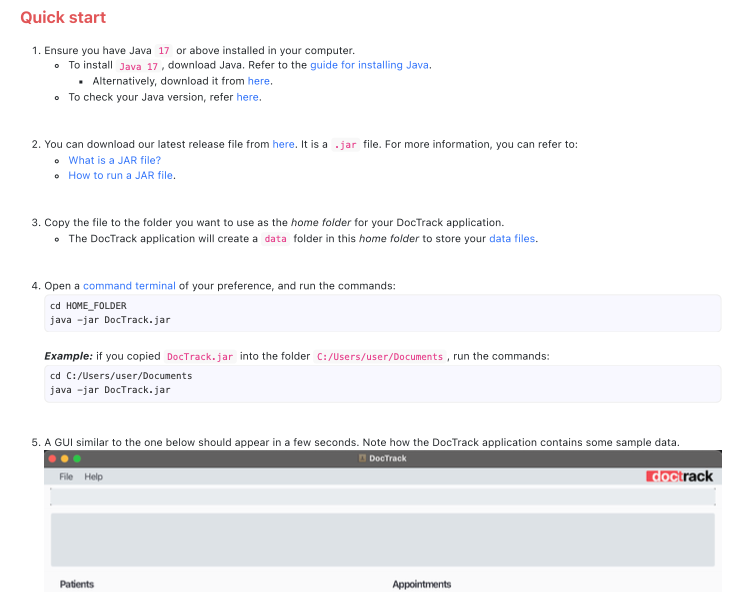 Quick start
1. Ensure you have Java 17 or above installed in your computer.
To install Java 17, download Java. Refer to the guide for installing Java.
Alternatively, download it from here.
To check your Java version, refer here.
2. You can download our latest release file from here. It is a .jar file. For more information, you can refer to:
What is a JAR file?
How to run a JAR file.
3. Copy the file to the folder you want to use as the home folder for your DocTrack application.
The DocTrack application will create a data folder in this home folder to store your data files.
4. Open a command terminal of your preference, and run the commands:
cd HOME_FOLDER
java -jar DocTrack.jar
Example: if you copied DocTrack.jar into the folder C:/Users/user/Documents, run the commands:
cd C:/Users/user/Documents
java -jar DocTrack.jar
5. A GUI similar to the one below should appear in a few seconds. Note how the DocTrack application contains some sample data.
DocTrack
File Help doctrack
Patients Appointments